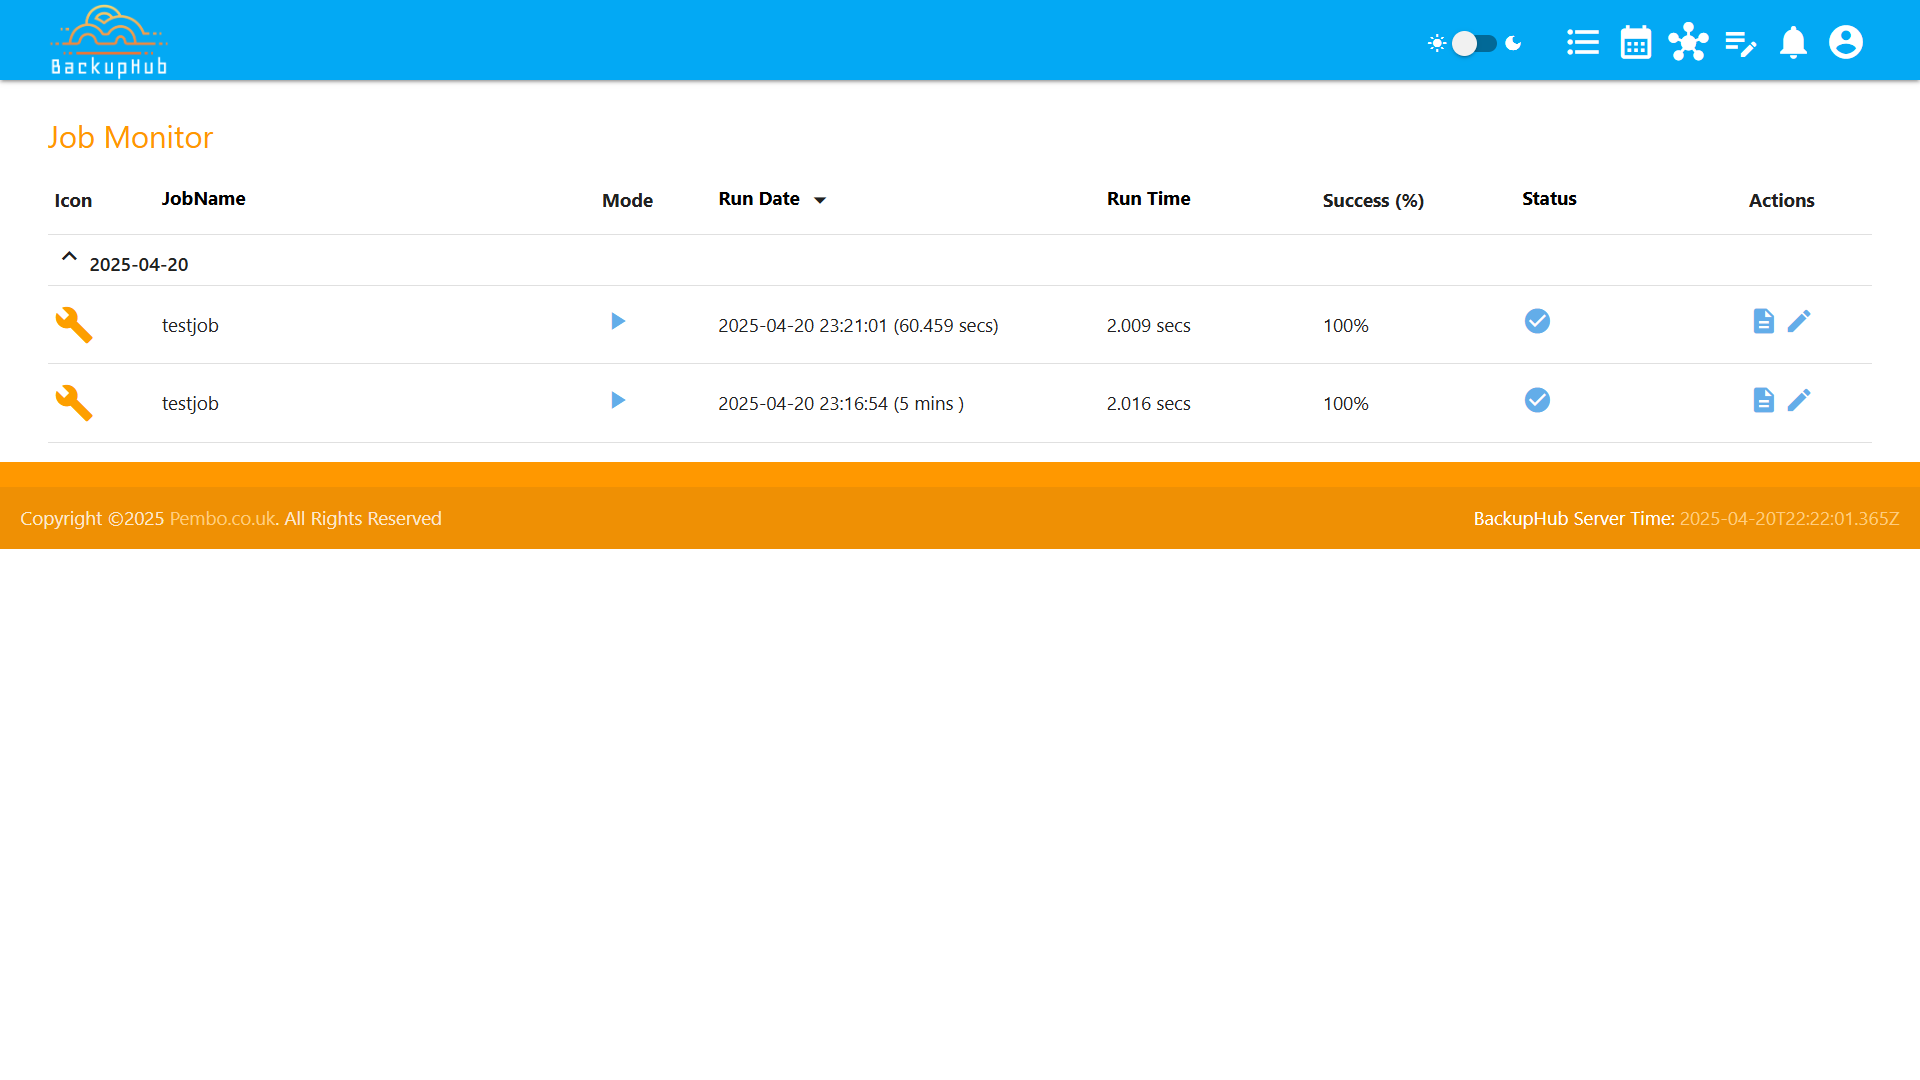 BackupHub
Job Monitor
Icon JobName Mode Run Date Run Time Success (%) Status Actions
2025-04-20
testjob 2025-04-20 23:21:01 (60.459 secs) 2.009 secs 100%
testjob 2025-04-20 23:16:54 (5 mins ) 2.016 secs 100%
Copyright ©2025 Pembo.co.uk. All Rights Reserved BackupHub Server Time: 2025-04-20T22:22:01.365Z